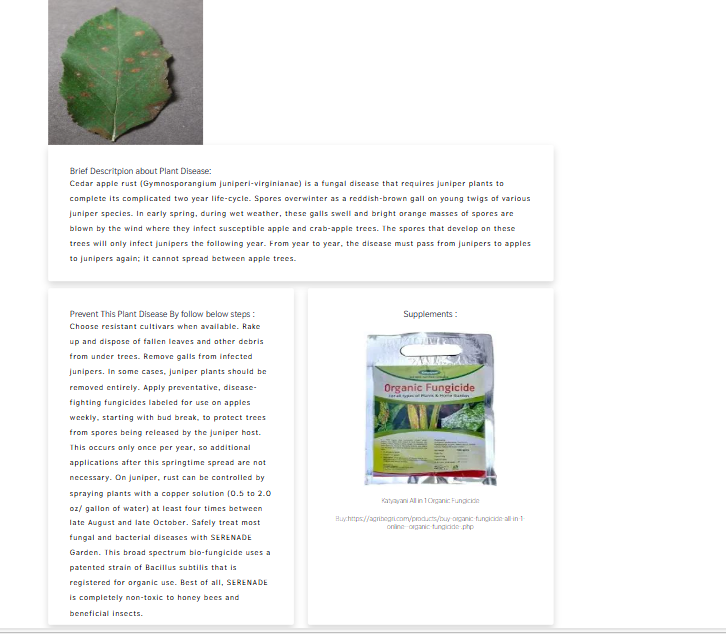 Brief Descritpion about Plant Disease:
Cedar apple rust (Gymnosporangium juniperi-virginianae) is a fungal disease that requires juniper plants to
complete its complicated two year life-cycle. Spores overwinter as a reddish-brown gall on young twigs of various
juniper species. In early spring, during wet weather, these galls swell and bright orange masses of spores are
blown by the wind where they infect susceptible apple and crab-apple trees. The spores that develop on these
trees will only infect junipers the following year. From year to year, the disease must pass from junipers to apples
to junipers again; it cannot spread between apple trees.
Prevent This Plant Disease By follow below steps :
Choose resistant cultivars when available. Rake
up and dispose of fallen leaves and other debris
from under trees. Remove galls from infected
junipers. In some cases, juniper plants should be
removed entirely. Apply preventative, disease-
fighting fungicides labeled for use on apples
weekly, starting with bud break, to protect trees
from spores being released by the juniper host.
This occurs only once per year, so additional
applications after this springtime spread are not
necessary. On juniper, rust can be controlled by
spraying plants with a copper solution (0.5 to 2.0
oz/ gallon of water) at least four times between
late August and late October. Safely treat most
fungal and bacterial diseases with SERENADE
Garden. This broad spectrum bio-fungicide uses a
patented strain of Bacillus subtilis that is
registered for organic use. Best of all, SERENADE
is completely non-toxic to honey bees and
beneficial insects.
Supplements :
Organic Fungicide
For all types of Plants & Home Garden
Katyayani All in 1 Organic Fungicide
Buy:https://agribegri.com/products/buy-organic-fungicide-all-in-1-
online- organic-fungicide-.php